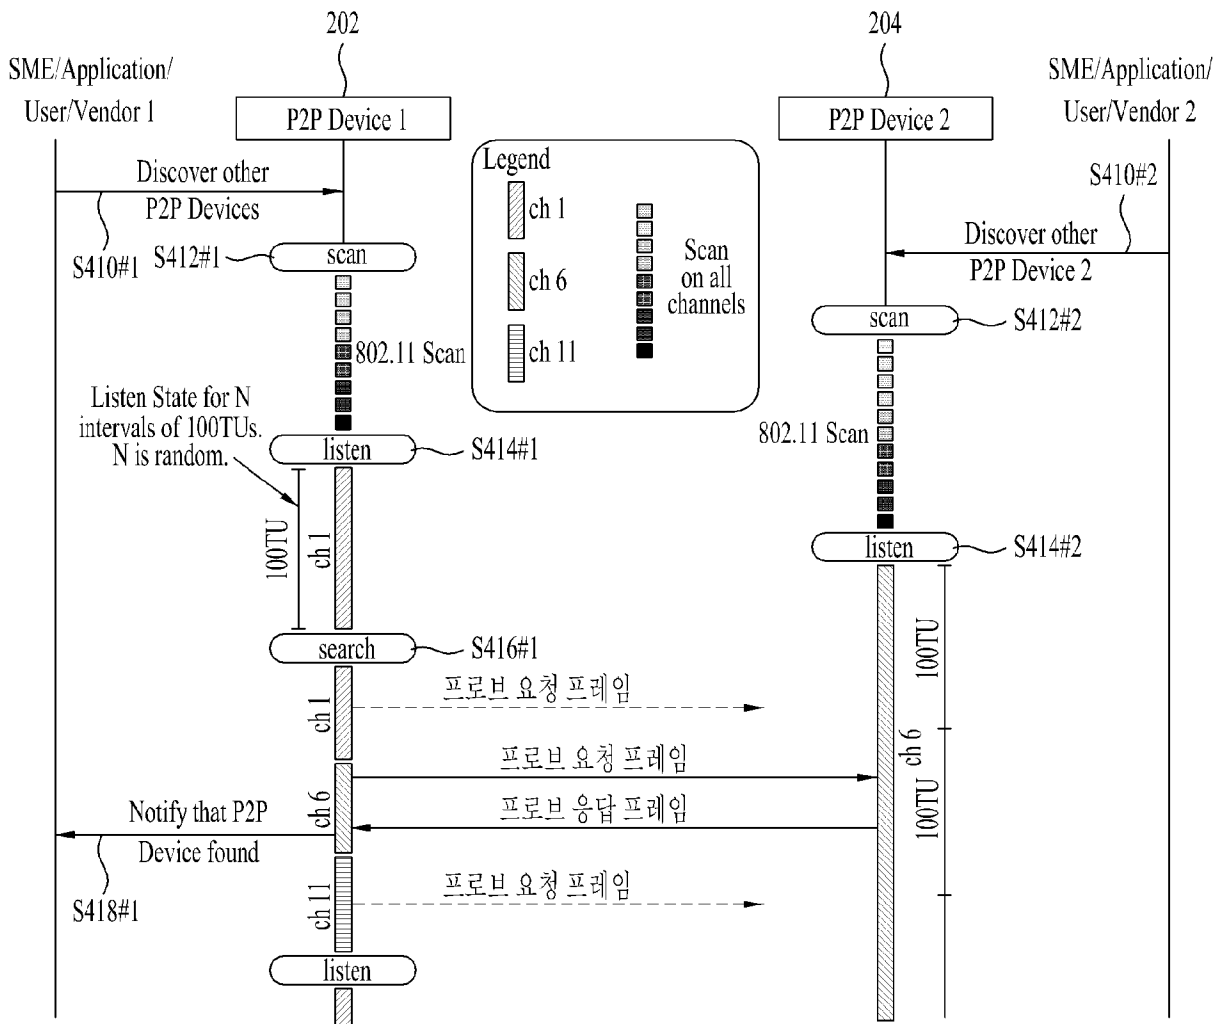 202
204
SME/Application/
User/Vendor 1
SME/Application/
User/Vendor 2
P2P Device 1
P2P Device 2
Legend
ch 1
ch 6
ch 11
Scan
on all
channels
Discover other
P2P Devices
S410#1
S410#2
Discover other
P2P Device 2
S412#1
scan
scan
S412#2
802.11 Scan
802.11 Scan
Listen State for N
intervals of 100TUs.
N is random.
listen
S414#1
listen
S414#2
100TU
ch 1
100TU
search
S416#1
ch 1
프로브 요청 프레임
ch 6
100TU
프로브 요청 프레임
ch 6
프로브 응답 프레임
Notify that P2P
Device found
S418#1
ch 11
프로브 요청 프레임
listen